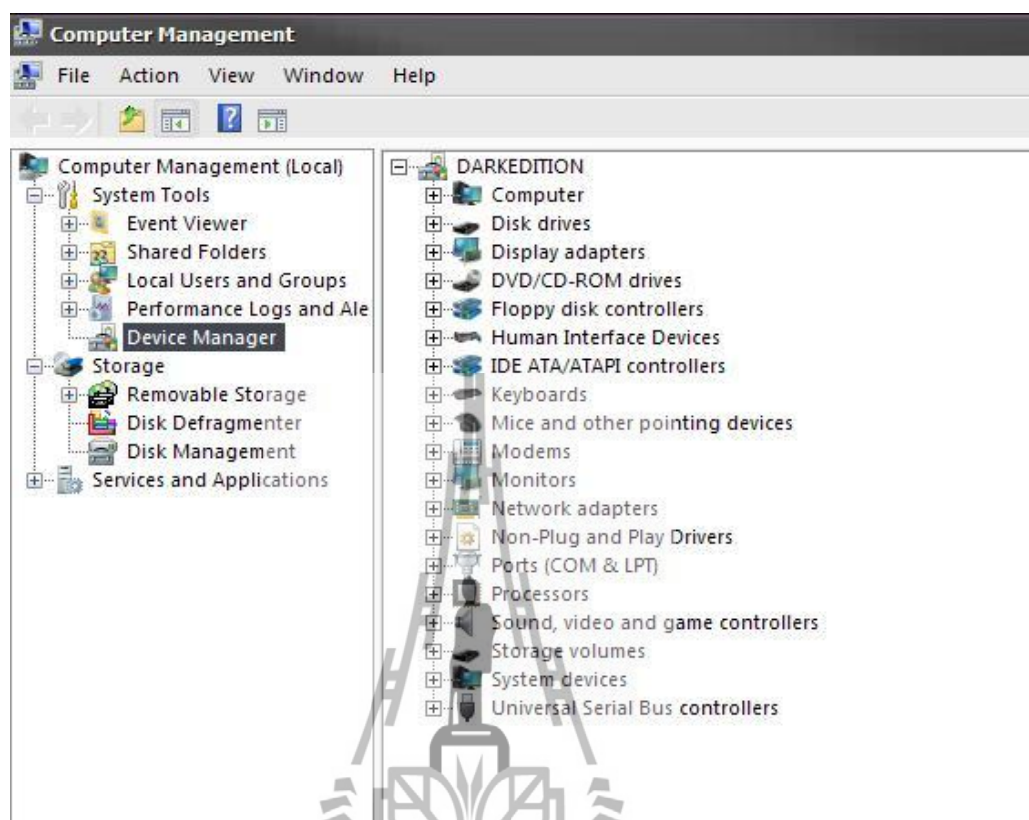 Computer Management
File Action View Window Help
Computer Management (Local)
System Tools
Event Viewer
Shared Folders
Local Users and Groups
Performance Logs and Ale
Device Manager
Storage
Removable Storage
Disk Defragmenter
Disk Management
Services and Applications
DARKEDITION
Computer
Disk drives
Display adapters
DVD/CD-ROM drives
Floppy disk controllers
Human Interface Devices
IDE ATA/ATAPI controllers
Keyboards
Mice and other pointing devices
Modems
Monitors
Network adapters
Non-Plug and Play Drivers
Ports (COM & LPT)
Processors
Sound, video and game controllers
Storage volumes
System devices
Universal Serial Bus controllers